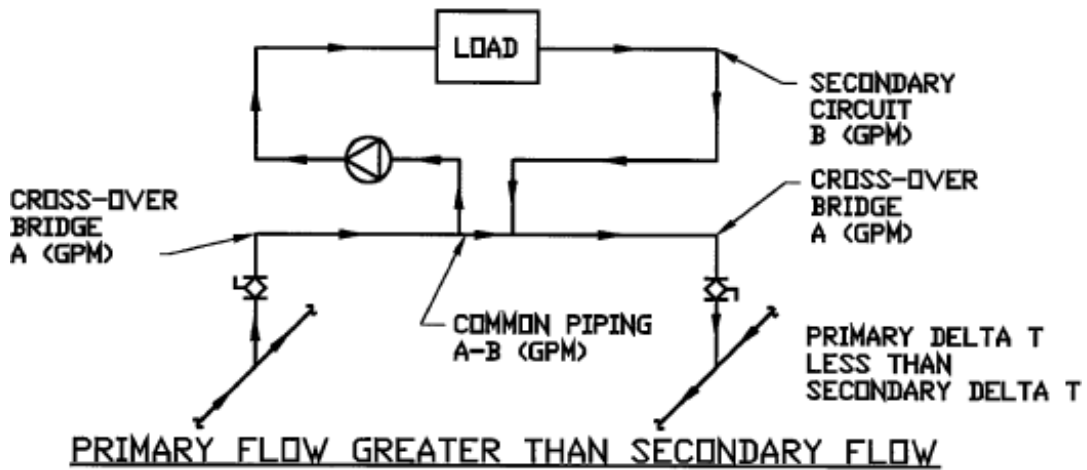 LOAD
SECONDARY
CIRCUIT
B (GPM)
CROSS-OVER
BRIDGE
A (GPM)
CROSS-OVER
BRIDGE
A (GPM)
COMMON PIPING
A-B (GPM)
PRIMARY DELTA T
LESS THAN
SECONDARY DELTA T
PRIMARY FLOW GREATER THAN SECONDARY FLOW